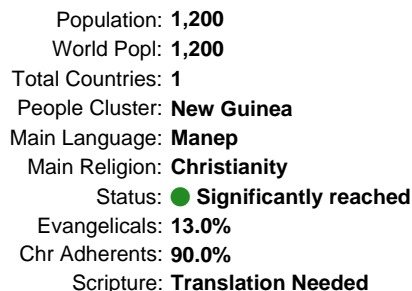 Population: 1,200
World Popl: 1,200
Total Countries: 1
People Cluster: New Guinea
Main Language: Manep
Main Religion: Christianity
Status: Significantly reached
Evangelicals: 13.0%
Chr Adherents: 90.0%
Scripture: Translation Needed